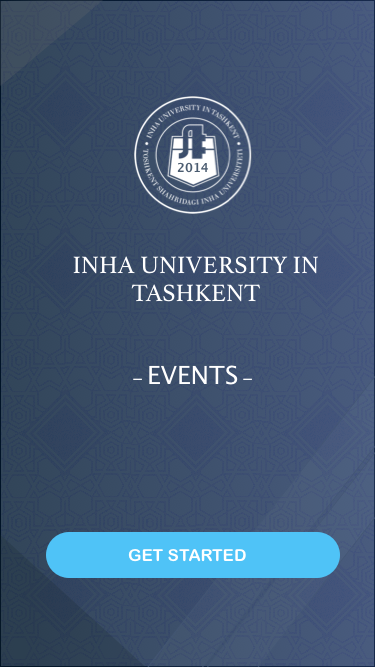 • INHA UNIVERSITY IN TASHKENT •
2014
TOSHKENT SHAHRIDAGI INHA UNIVERSITETI
INHA UNIVERSITY IN
TASHKENT
– EVENTS –
GET STARTED